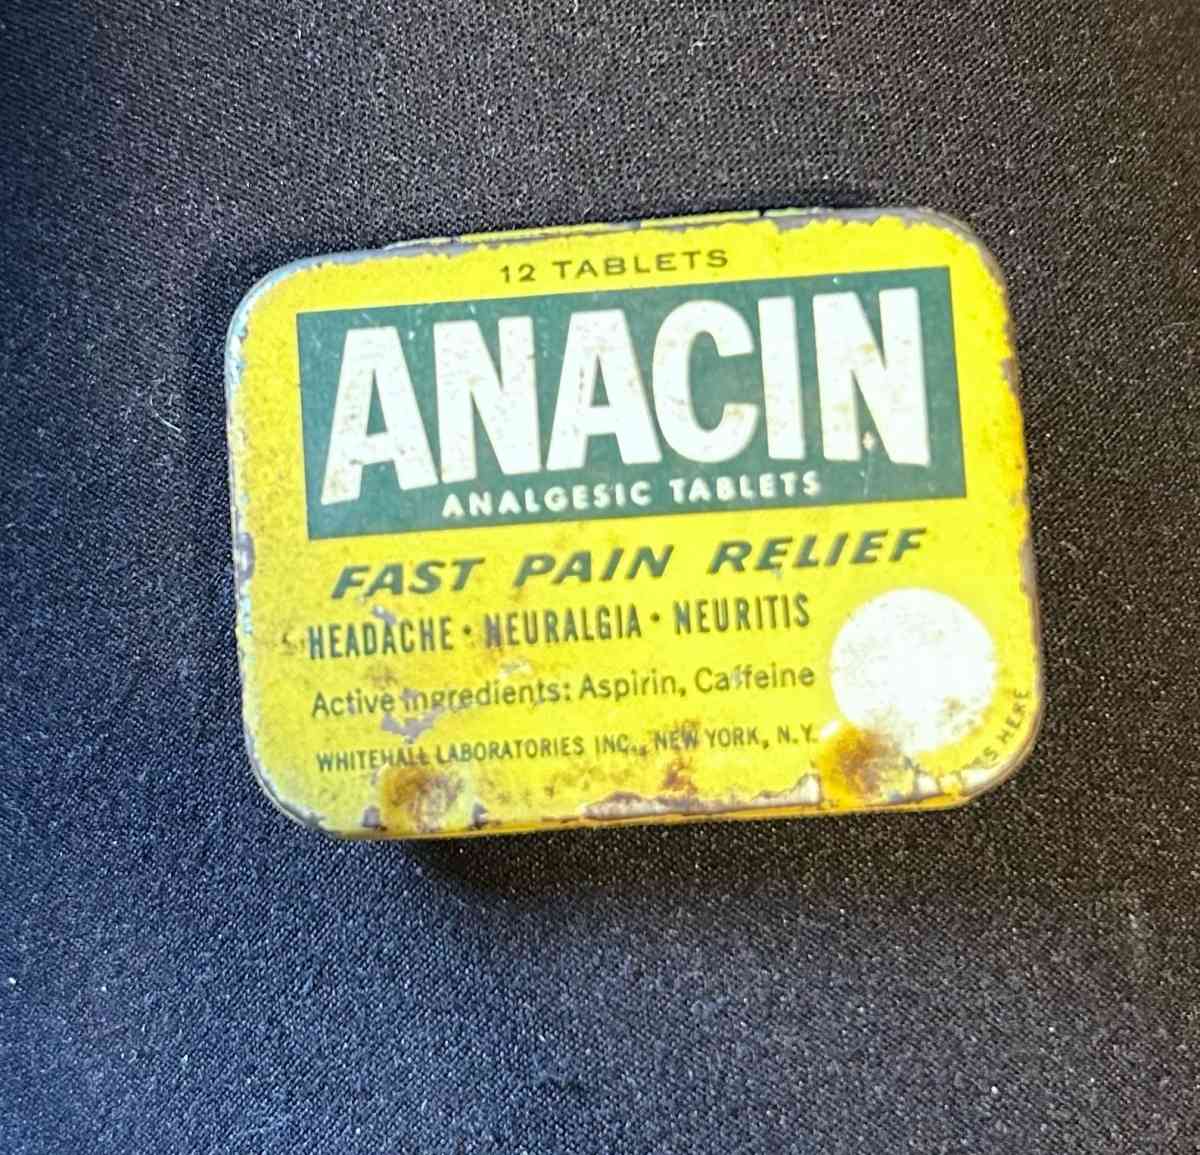 12 TABLETS
ANACIN
ANALGESIC TABLETS
FAST PAIN RELIEF
HEADACHE · NEURALGIA · NEURITIS
Active Ingredients: Aspirin, Caffeine
WHITEHALL LABORATORIES INC., NEW YORK, N.Y.
HERE